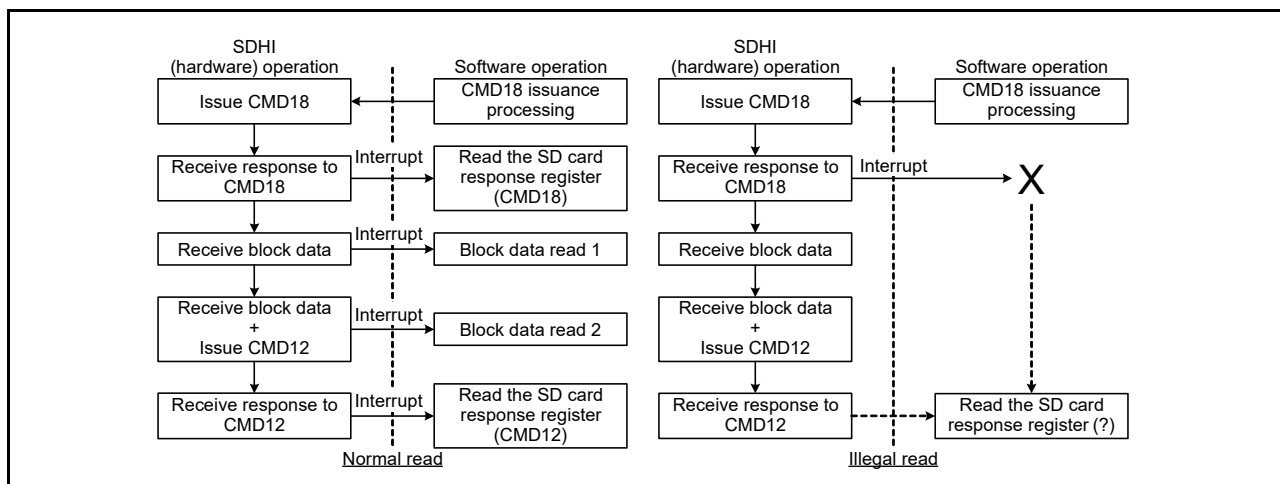 SDHI
(hardware) operation
Software operation
Issue CMD18
CMD18 issuance
processing
Receive response to
CMD18
Interrupt
Read the SD card
response register
(CMD18)
Receive block data
Interrupt
Block data read 1
Receive block data
+
Issue CMD12
Interrupt
Block data read 2
Receive response to
CMD12
Interrupt
Read the SD card
response register
(CMD12)
Normal read
SDHI
(hardware) operation
Software operation
Issue CMD18
CMD18 issuance
processing
Receive response to
CMD18
Interrupt
X
Receive block data
Receive block data
+
Issue CMD12
Receive response to
CMD12
Read the SD card
response register (?)
Illegal read